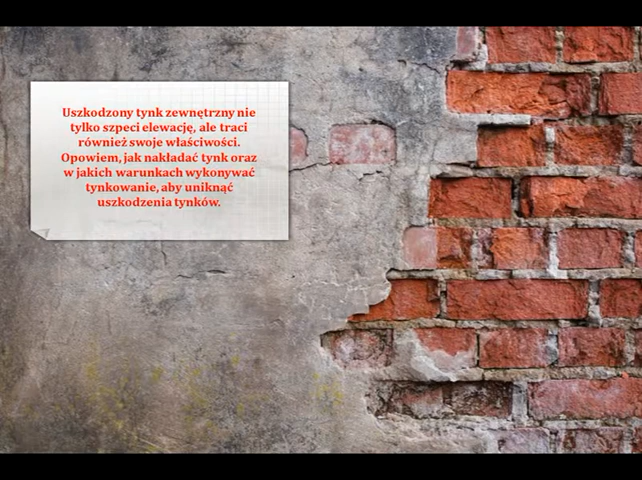 Uszkodzony tynk zewnętrzny nie
tylko szpeci elewację, ale traci
również swoje właściwości.
Opowiem, jak nakładać tynk oraz
w jakich warunkach wykonywać
tynkowanie, aby uniknąć
uszkodzenia tynków.